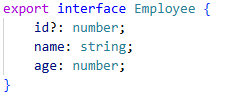 export interface Employee {
    id?: number;
    name: string;
    age: number;
}